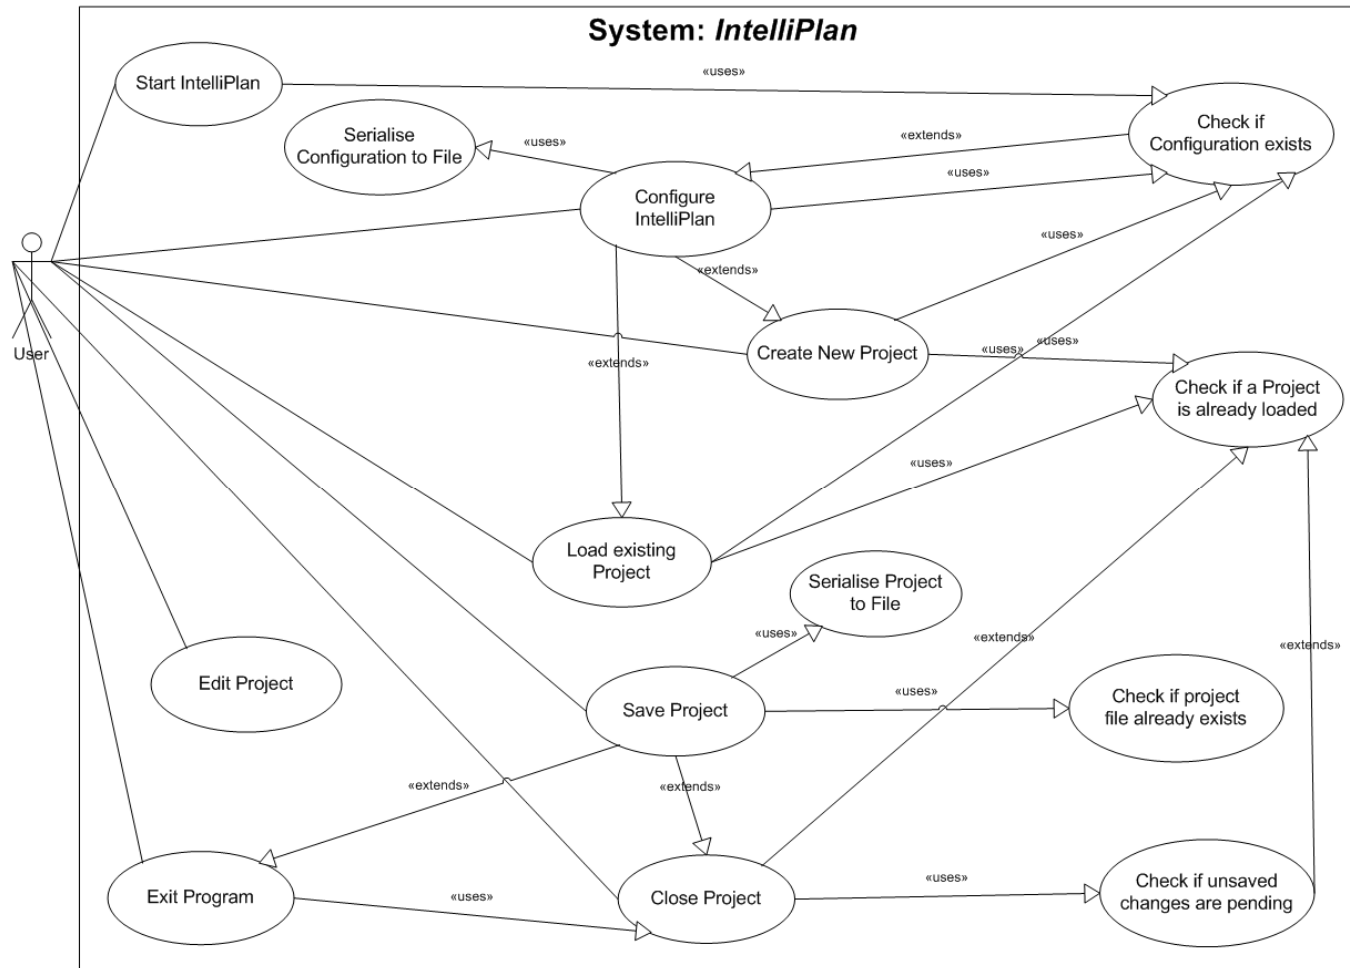 System: IntelliPlan
Start IntelliPlan
«uses»
Check if
Configuration exists
Serialise
Configuration to File
«uses»
«extends»
«uses»
Configure
IntelliPlan
«uses»
«extends»
User
Create New Project
«uses»
«uses»
«extends»
Check if a Project
is already loaded
«uses»
Load existing
Project
Serialise Project
to File
«uses»
«extends»
«extends»
Edit Project
Save Project
«uses»
Check if project
file already exists
«extends»
«extends»
Exit Program
«uses»
Close Project
«uses»
Check if unsaved
changes are pending